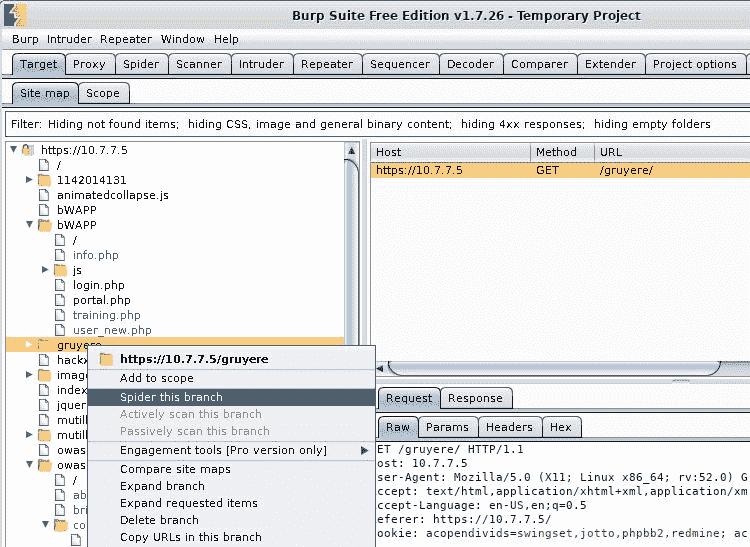 Burp Suite Free Edition v1.7.26 - Temporary Project
Burp Intruder Repeater Window Help
Target Proxy Spider Scanner Intruder Repeater Sequencer Decoder Comparer Extender Project options
Site map Scope
Filter: Hiding not found items; hiding CSS, image and general binary content; hiding 4xx responses; hiding empty folders
https://10.7.7.5
/
1142014131
animatedcollapse.js
bWAPP
bWAPP
/
info.php
js
login.php
portal.php
training.php
user_new.php
gruyere
hackx
image
index
jquer
mutill
mutill
owas
owas
/
ab
bri
co
https://10.7.7.5/gruyere
Add to scope
Spider this branch
Actively scan this branch
Passively scan this branch
Engagement tools [Pro version only]
Compare site maps
Expand branch
Expand requested items
Delete branch
Copy URLs in this branch
Host Method URL
https://10.7.7.5 GET /gruyere/
Request Response
Raw Params Headers Hex
ET /gruyere/ HTTP/1.1
ost: 10.7.7.5
ser-Agent: Mozilla/5.0 (X11; Linux x86_64; rv:52.0) G
ccept: text/html,application/xhtml+xml,application/xm
ccept-Language: en-US,en;q=0.5
eferer: https://10.7.7.5/
ookie: acopendivids=swingset,jotto,phpbb2,redmine; ac